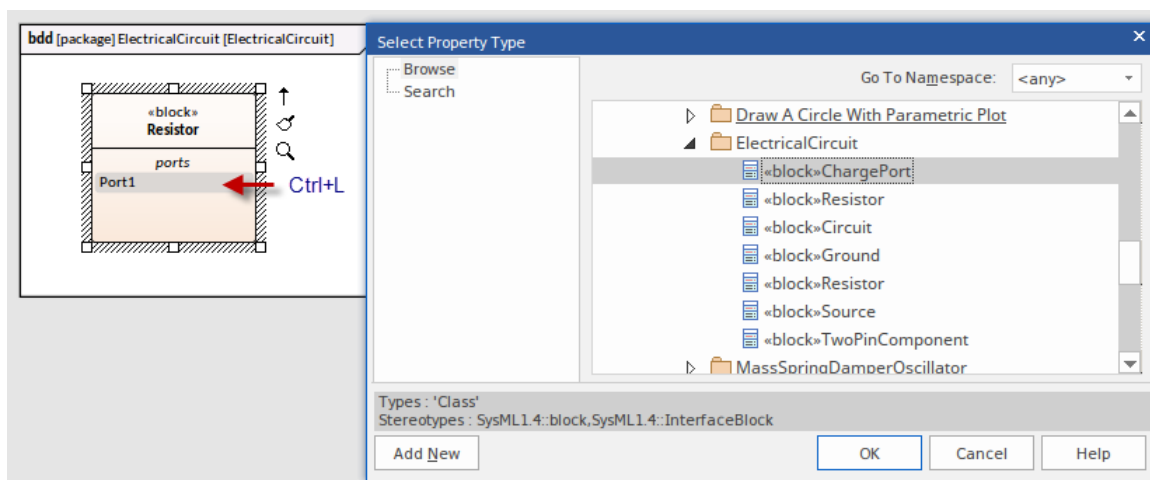 bdd [package] ElectricalCircuit [ElectricalCircuit]
«block»
Resistor
ports
Port1
Ctrl+L
Select Property Type
Browse
Search
Go To Namespace: <any>
Draw A Circle With Parametric Plot
ElectricalCircuit
«block»ChargePort
«block»Resistor
«block»Circuit
«block»Ground
«block»Resistor
«block»Source
«block»TwoPinComponent
MassSpringDamperOscillator
Types : 'Class'
Stereotypes : SysML1.4::block,SysML1.4::InterfaceBlock
Add New
OK
Cancel
Help